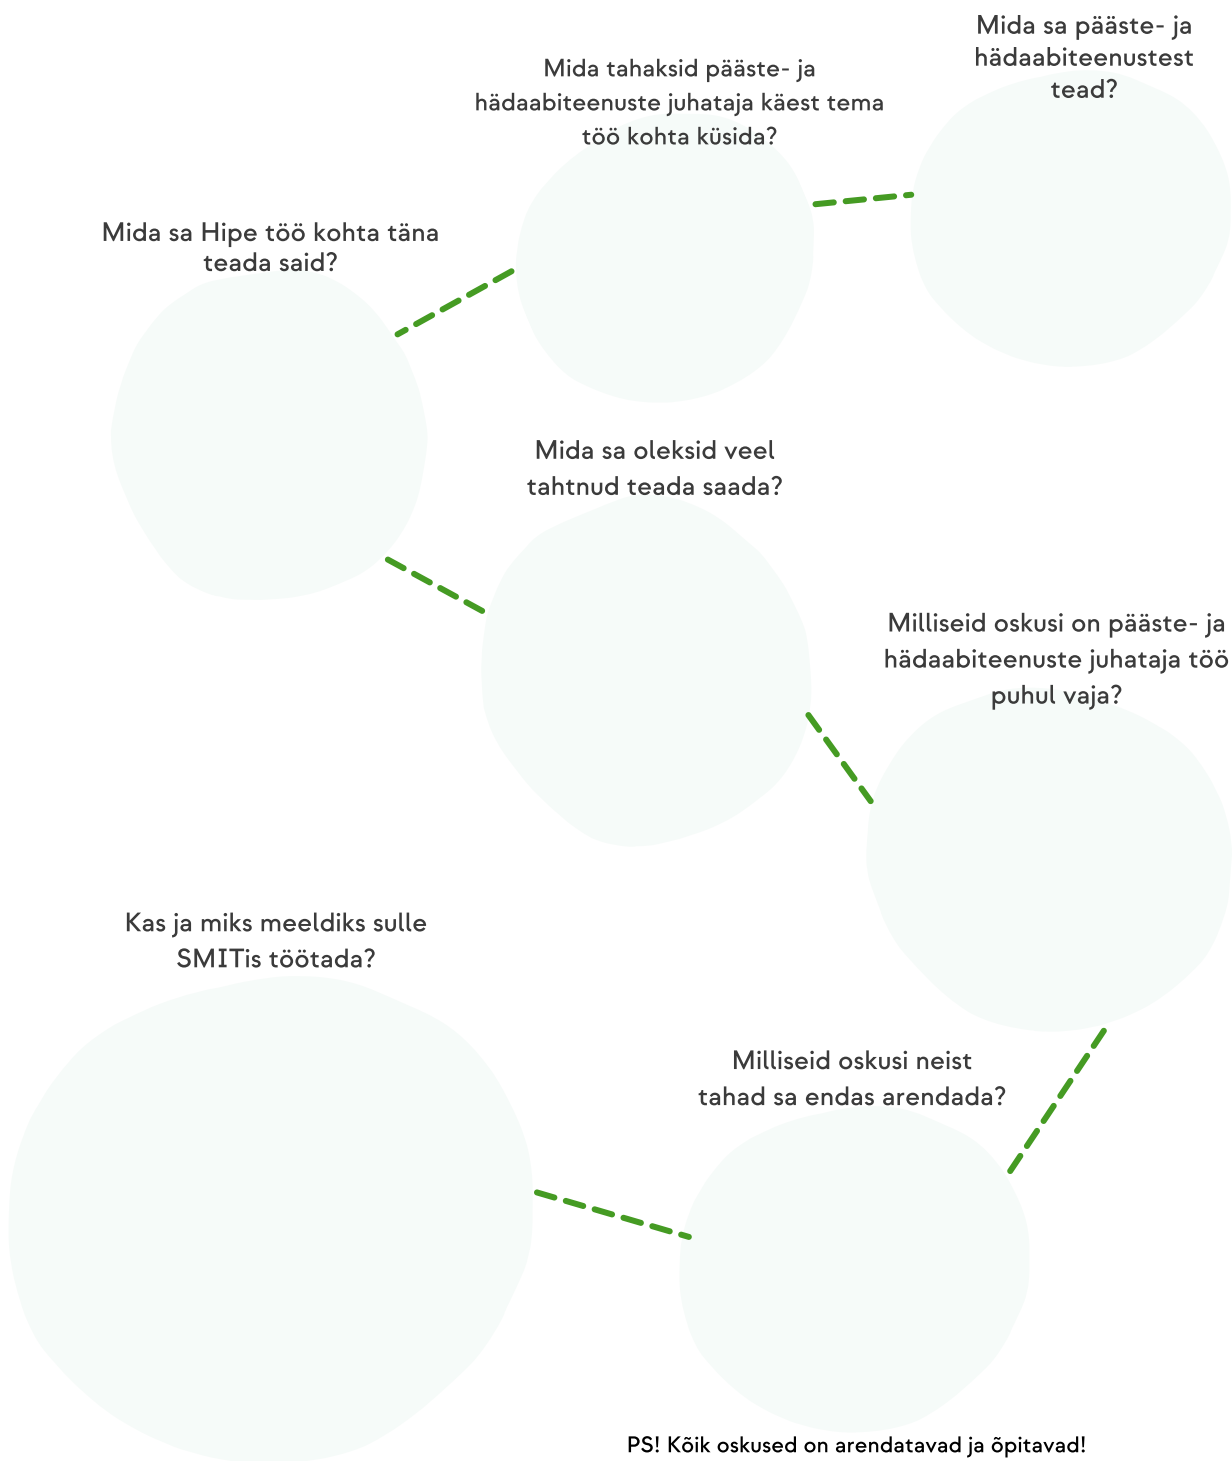 Mida sa pääste- ja
hädaabiteenustest
tead?
Mida tahaksid pääste- ja
hädaabiteenuste juhataja käest tema
töö kohta küsida?
Mida sa Hipe töö kohta täna
teada said?
Mida sa oleksid veel
tahtnud teada saada?
Milliseid oskusi on pääste- ja
hädaabiteenuste juhataja töö
puhul vaja?
Milliseid oskusi neist
tahad sa endas arendada?
Kas ja miks meeldiks sulle
SMITis töötada?
PS! Kõik oskused on arendatavad ja õpitavad!